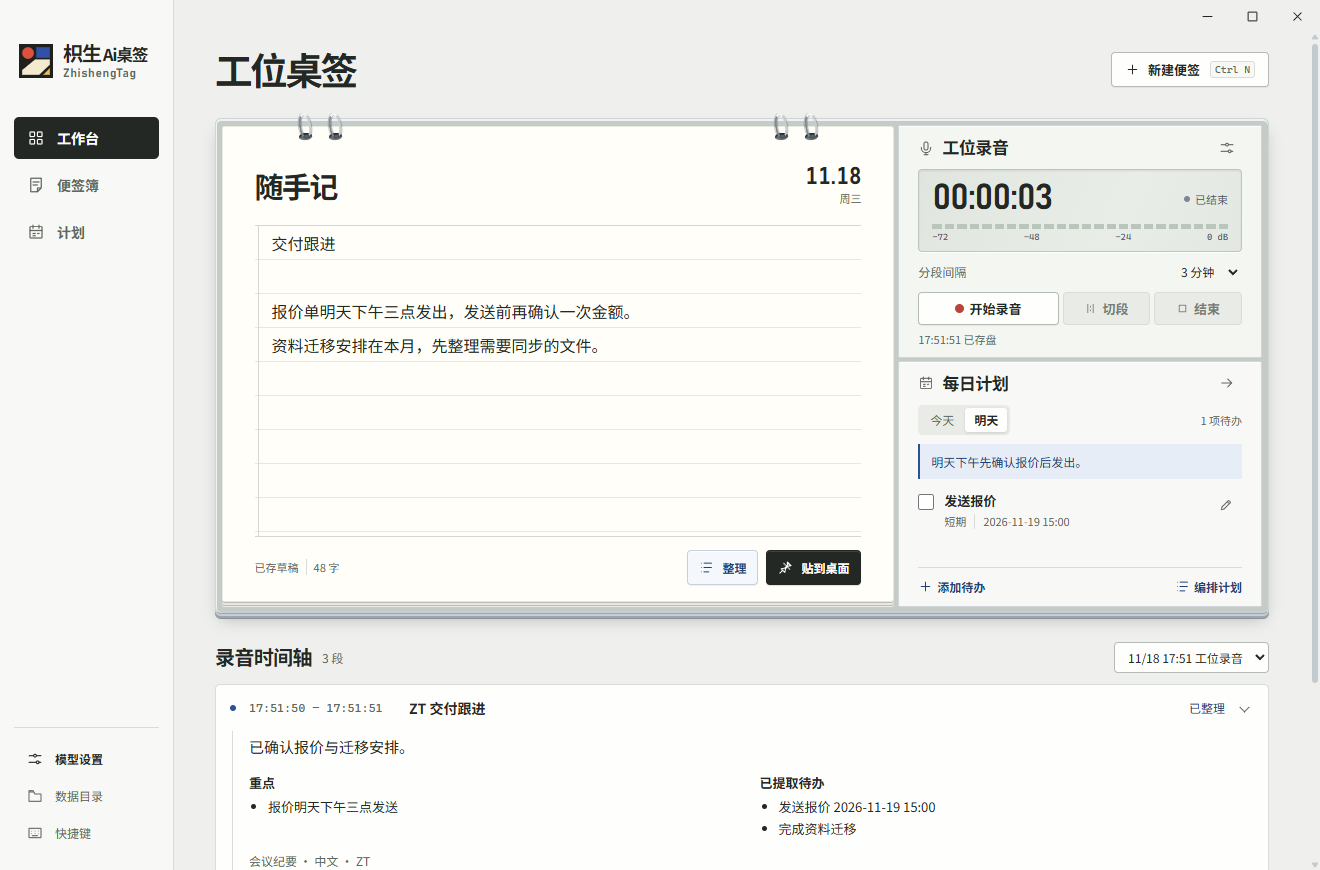 枳生Ai桌签
ZhishengTag
工作台
便签簿
计划
模型设置
数据目录
快捷键
工位桌签
新建便签 Ctrl N
随手记
11.18
周三
交付跟进
报价单明天下午三点发出，发送前再确认一次金额。
资料迁移安排在本月，先整理需要同步的文件。
已存草稿 48 字
整理
贴到桌面
工位录音
00:00:03
已结束
-72 -48 -24 0 dB
分段间隔 3 分钟
开始录音 切段 结束
17:51:51 已存盘
每日计划
今天 明天 1 项待办
明天下午先确认报价后发出。
发送报价
短期 2026-11-19 15:00
添加待办 编排计划
录音时间轴 3 段
11/18 17:51 工位录音
17:51:50 - 17:51:51 ZT 交付跟进 已整理
已确认报价与迁移安排。
重点
• 报价明天下午三点发送
已提取待办
• 发送报价 2026-11-19 15:00
• 完成资料迁移
会议纪要 · 中文 · ZT